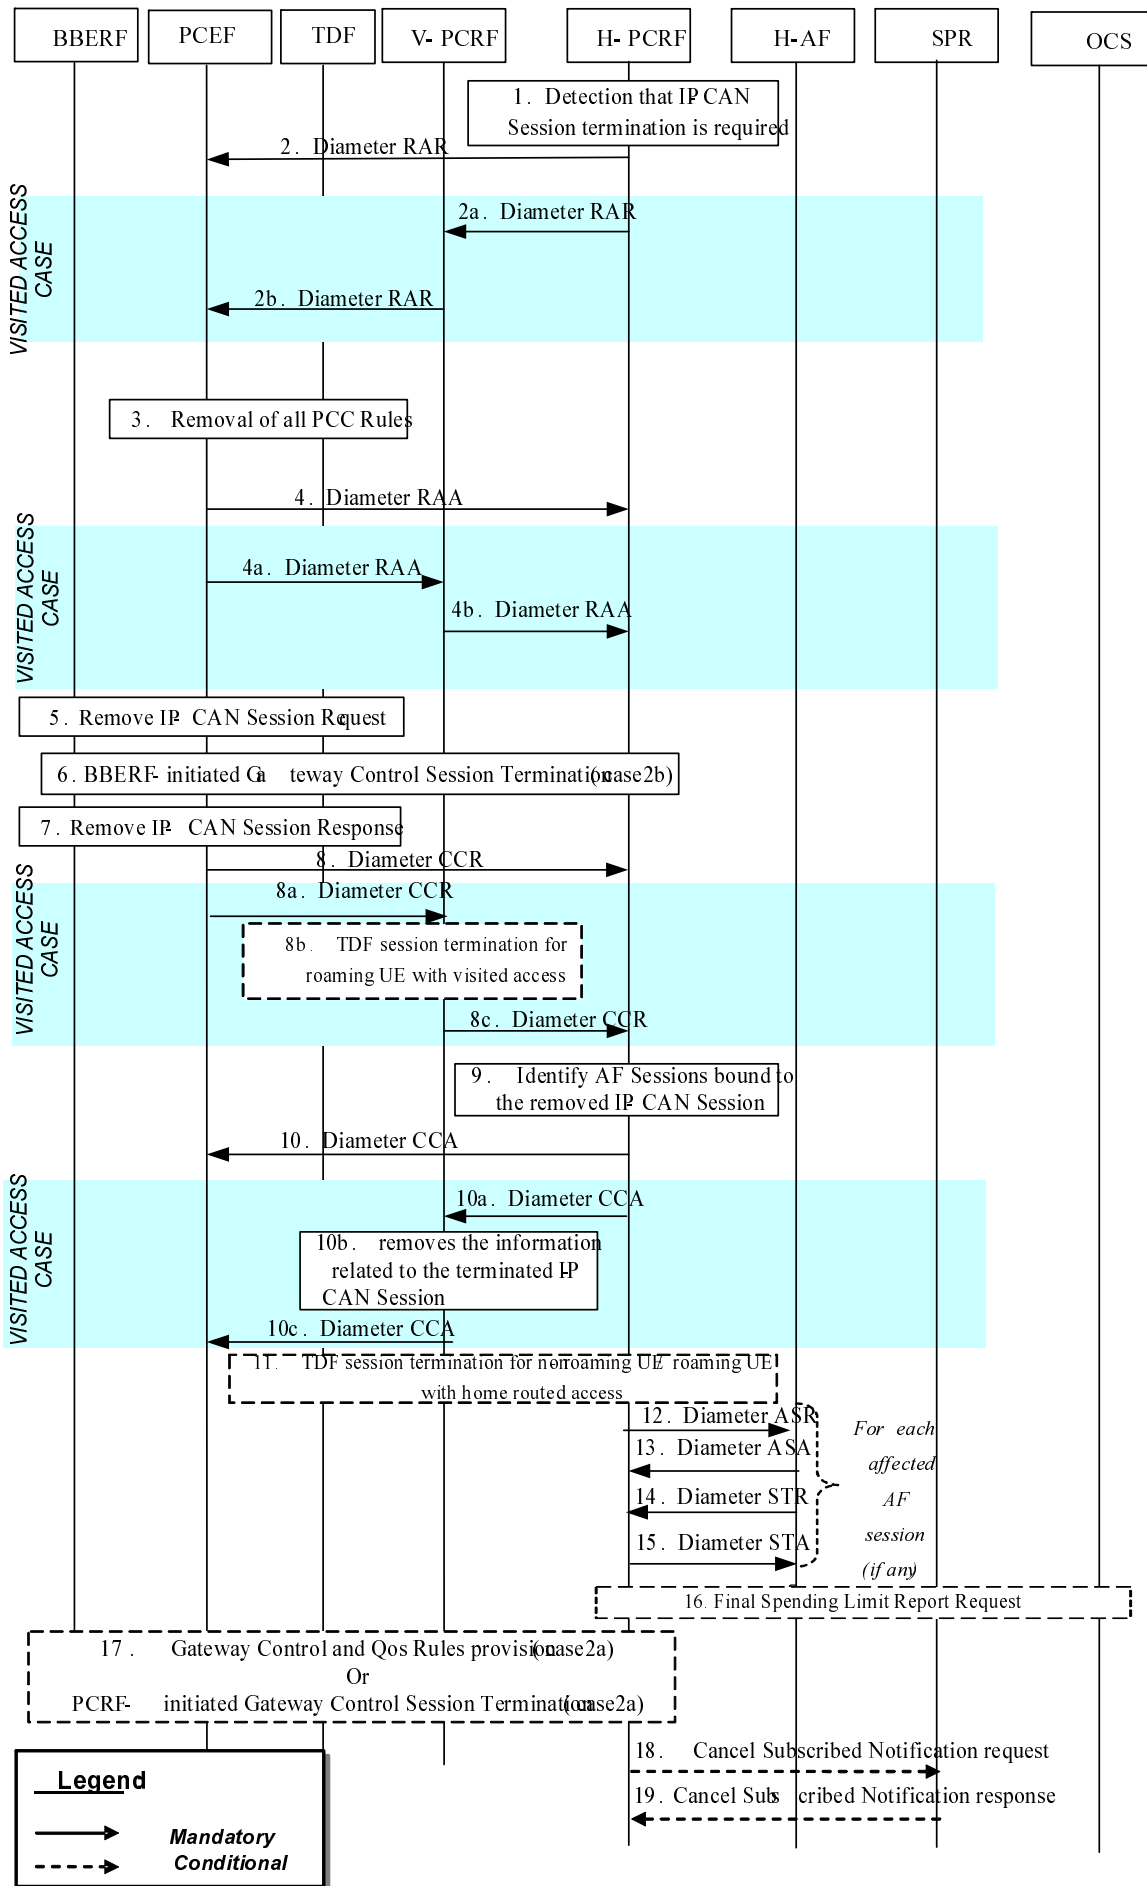 BBERF
PCEF
TDF
V- PCRF
H- PCRF
H-AF
SPR
OCS
1. Detection that IP-CAN
Session termination is required
2. Diameter RAR
VISITED ACCESS
CASE
2a. Diameter RAR
2b. Diameter RAR
3. Removal of all PCC Rules
4. Diameter RAA
VISITED ACCESS
CASE
4a. Diameter RAA
4b. Diameter RAA
5. Remove IP- CAN Session Request
6. BBERF- initiated Ga teway Control Session Termination (case2b)
7. Remove IP- CAN Session Response
8. Diameter CCR
VISITED ACCESS
CASE
8a. Diameter CCR
8b. TDF session termination for
roaming UE with visited access
8c. Diameter CCR
9. Identify AF Sessions bound to
the removed IP- CAN Session
10. Diameter CCA
VISITED ACCESS
CASE
10a. Diameter CCA
10b. removes the information
related to the terminated I-P
CAN Session
10c. Diameter CCA
11. TDF session termination for non-roaming UE/ roaming UE
with home routed access
12. Diameter ASR
13. Diameter ASA
14. Diameter STR
15. Diameter STA
For each
affected
AF
session
(if any)
16. Final Spending Limit Report Request
17. Gateway Control and Qos Rules provision (case2a)
Or
PCRF- initiated Gateway Control Session Termination (case2a)
18. Cancel Subscribed Notification request
19. Cancel Subs cribed Notification response
Legend
Mandatory
Conditional